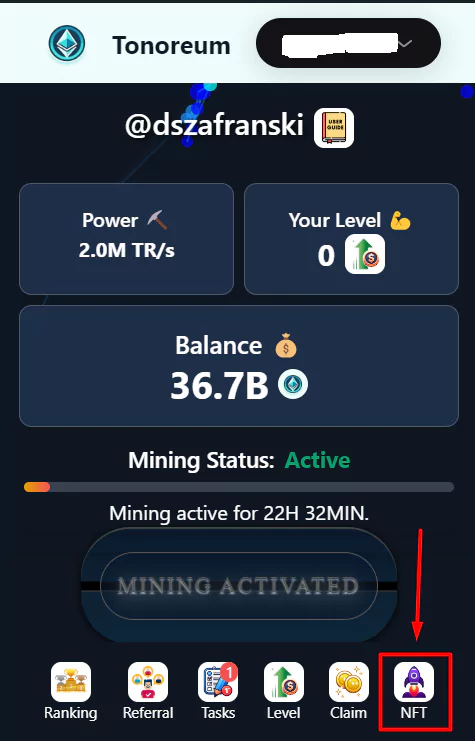 Tonoreum
@dszafranski
USER
GUIDE
Power
2.0M TR/s
Your Level
0
Balance
36.7B
Mining Status: Active
Mining active for 22H 32MIN.
MINING ACTIVATED
1
Ranking Referral Tasks Level Claim NFT